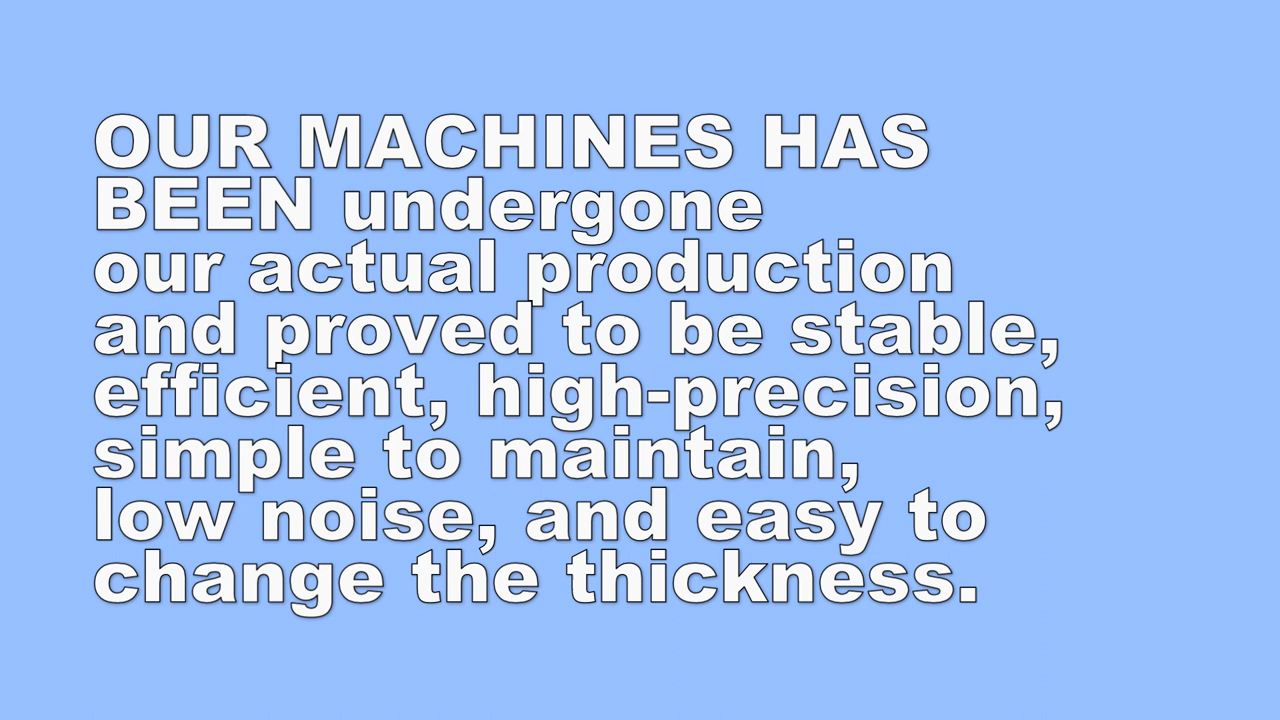 OUR MACHINES HAS
BEEN undergone
our actual production
and proved to be stable,
efficient, high-precision,
simple to maintain,
low noise, and easy to
change the thickness.